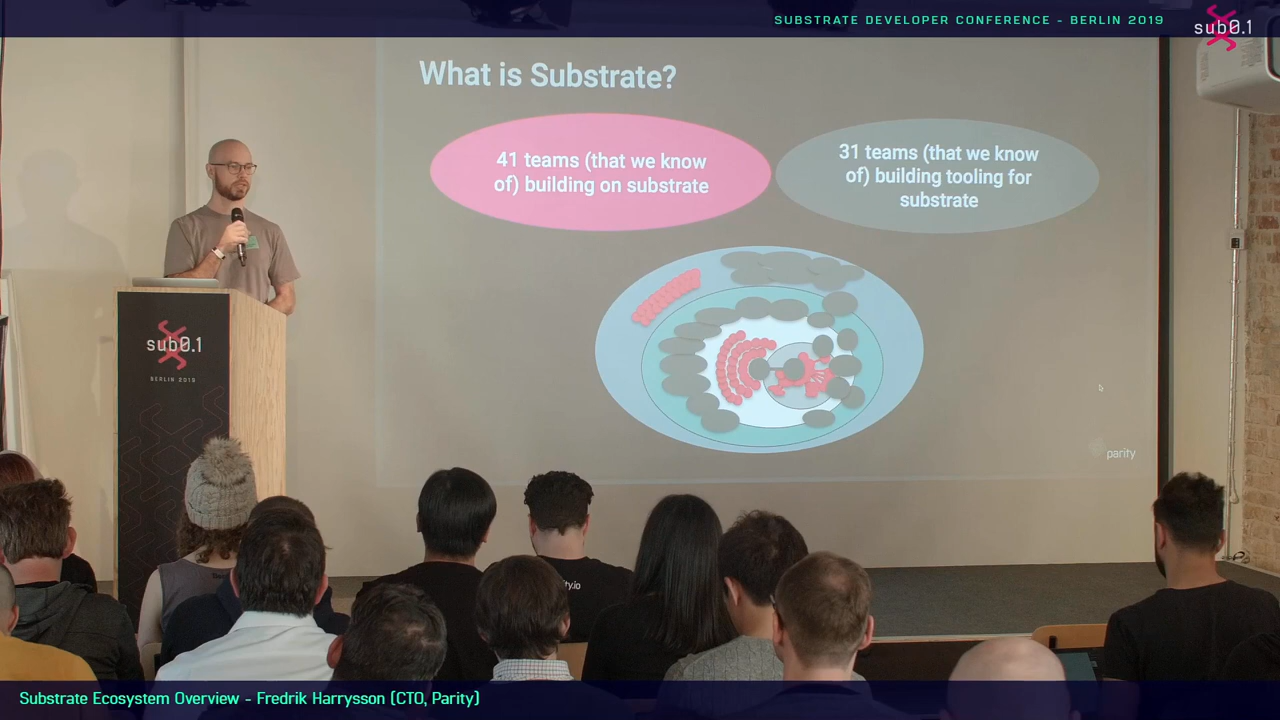 SUBSTRATE DEVELOPER CONFERENCE - BERLIN 2019
sub0.1
What is Substrate?
41 teams (that we know
of) building on substrate
31 teams (that we know
of) building tooling for
substrate
sub0.1
BERLIN 2019
parity
ty.io
Substrate Ecosystem Overview - Fredrik Harrysson (CTO, Parity)